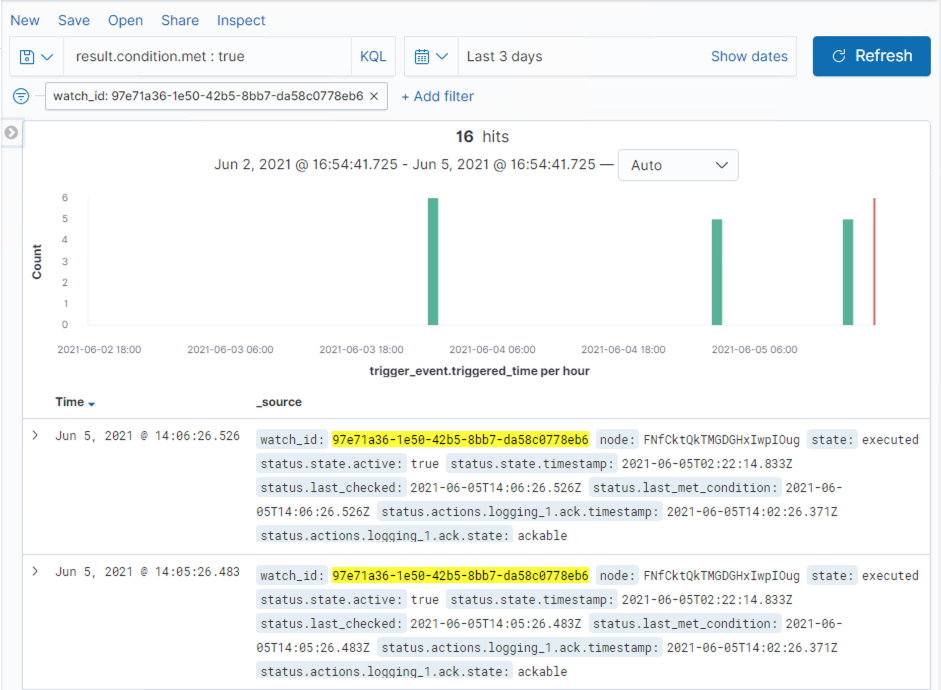 New Save Open Share Inspect
result.condition.met : true KQL Last 3 days Show dates Refresh
watch_id: 97e71a36-1e50-42b5-8bb7-da58c0778eb6 × + Add filter
16 hits
Jun 2, 2021 @ 16:54:41.725 - Jun 5, 2021 @ 16:54:41.725 — Auto
6
5
4
3
2
1
0
Count
2021-06-02 18:00 2021-06-03 06:00 2021-06-03 18:00 2021-06-04 06:00 2021-06-04 18:00 2021-06-05 06:00
trigger_event.triggered_time per hour
Time _source
Jun 5, 2021 @ 14:06:26.526 watch_id: 97e71a36-1e50-42b5-8bb7-da58c0778eb6 node: FNfCktQkTMGDGHxIwpIOug state: executed
status.state.active: true status.state.timestamp: 2021-06-05T02:22:14.833Z
status.last_checked: 2021-06-05T14:06:26.526Z status.last_met_condition: 2021-06-
05T14:06:26.526Z status.actions.logging_1.ack.timestamp: 2021-06-05T14:02:26.371Z
status.actions.logging_1.ack.state: ackable
Jun 5, 2021 @ 14:05:26.483 watch_id: 97e71a36-1e50-42b5-8bb7-da58c0778eb6 node: FNfCktQkTMGDGHxIwpIOug state: executed
status.state.active: true status.state.timestamp: 2021-06-05T02:22:14.833Z
status.last_checked: 2021-06-05T14:05:26.483Z status.last_met_condition: 2021-06-
05T14:05:26.483Z status.actions.logging_1.ack.timestamp: 2021-06-05T14:02:26.371Z
status.actions.logging_1.ack.state: ackable